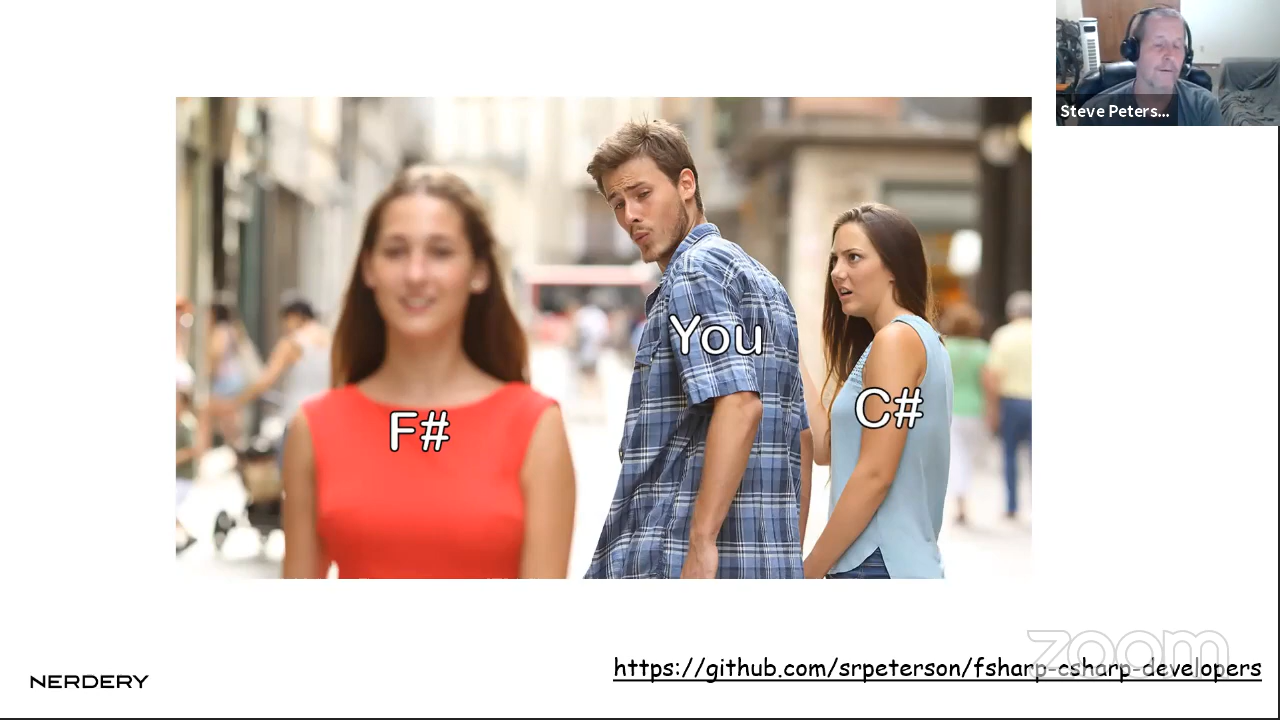 Steve Peters...
You
C#
F#
NERDERY
https://github.com/srpeterson/fsharp-csharp-developers
zoom